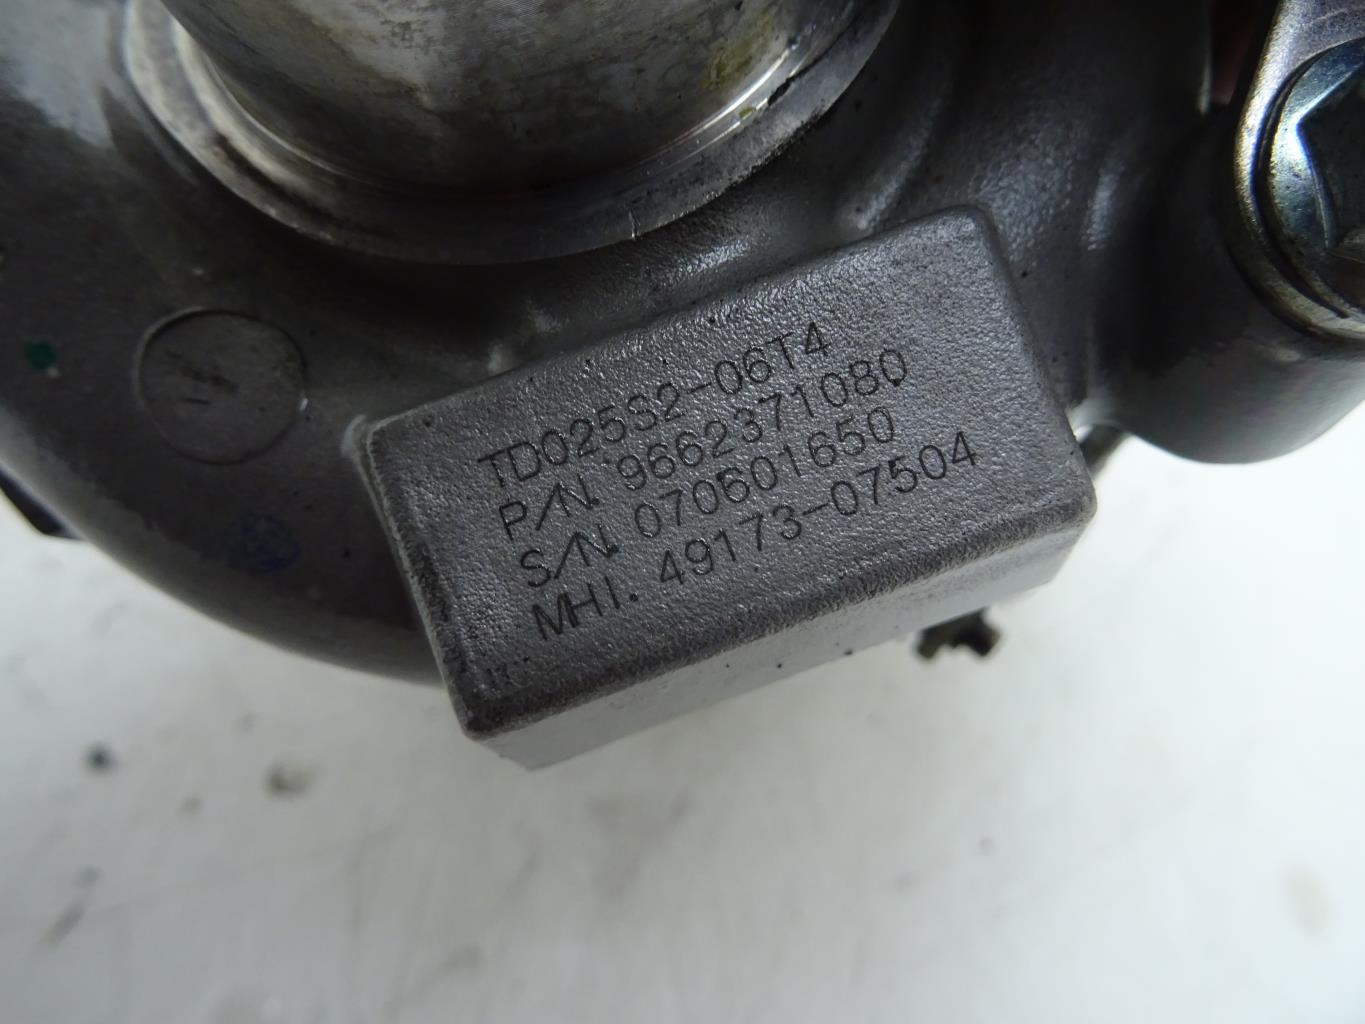 TD025S2-06T4
P/N. 9662371080
S/N. 070601650
MHI. 49173-07504